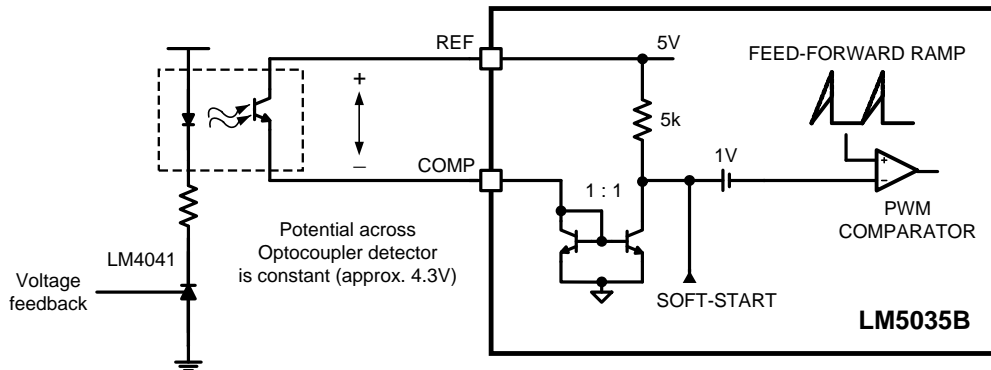 REF
5V
FEED-FORWARD RAMP
+
5k
+
−
−
COMP
1 : 1
1V
PWM
COMPARATOR
Potential across
Optocoupler detector
is constant (approx. 4.3V)
LM4041
Voltage
feedback
SOFT-START
LM5035B